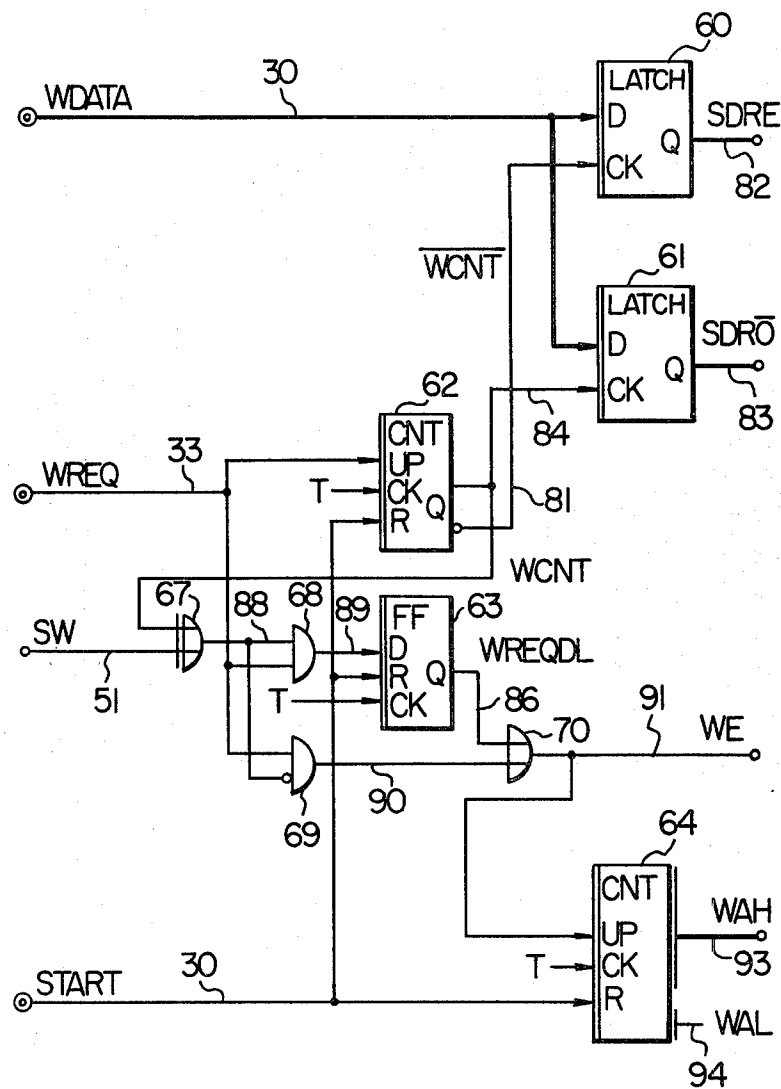 60
WDATA 30 LATCH
D SDRE
Q
CK 82
W̅C̅N̅T̅ 61
LATCH
SDRO̅
D
62 Q
CNT CK 83
84
WREQ 33 UP
T CK 81
Q
R
WCNT
67 68 63
SW 88 89 FF
D WREQDL
R Q
51 T CK 86 70 91 WE
69 90
64
CNT
WAH
START 30 UP
T CK 93
R
WAL
94